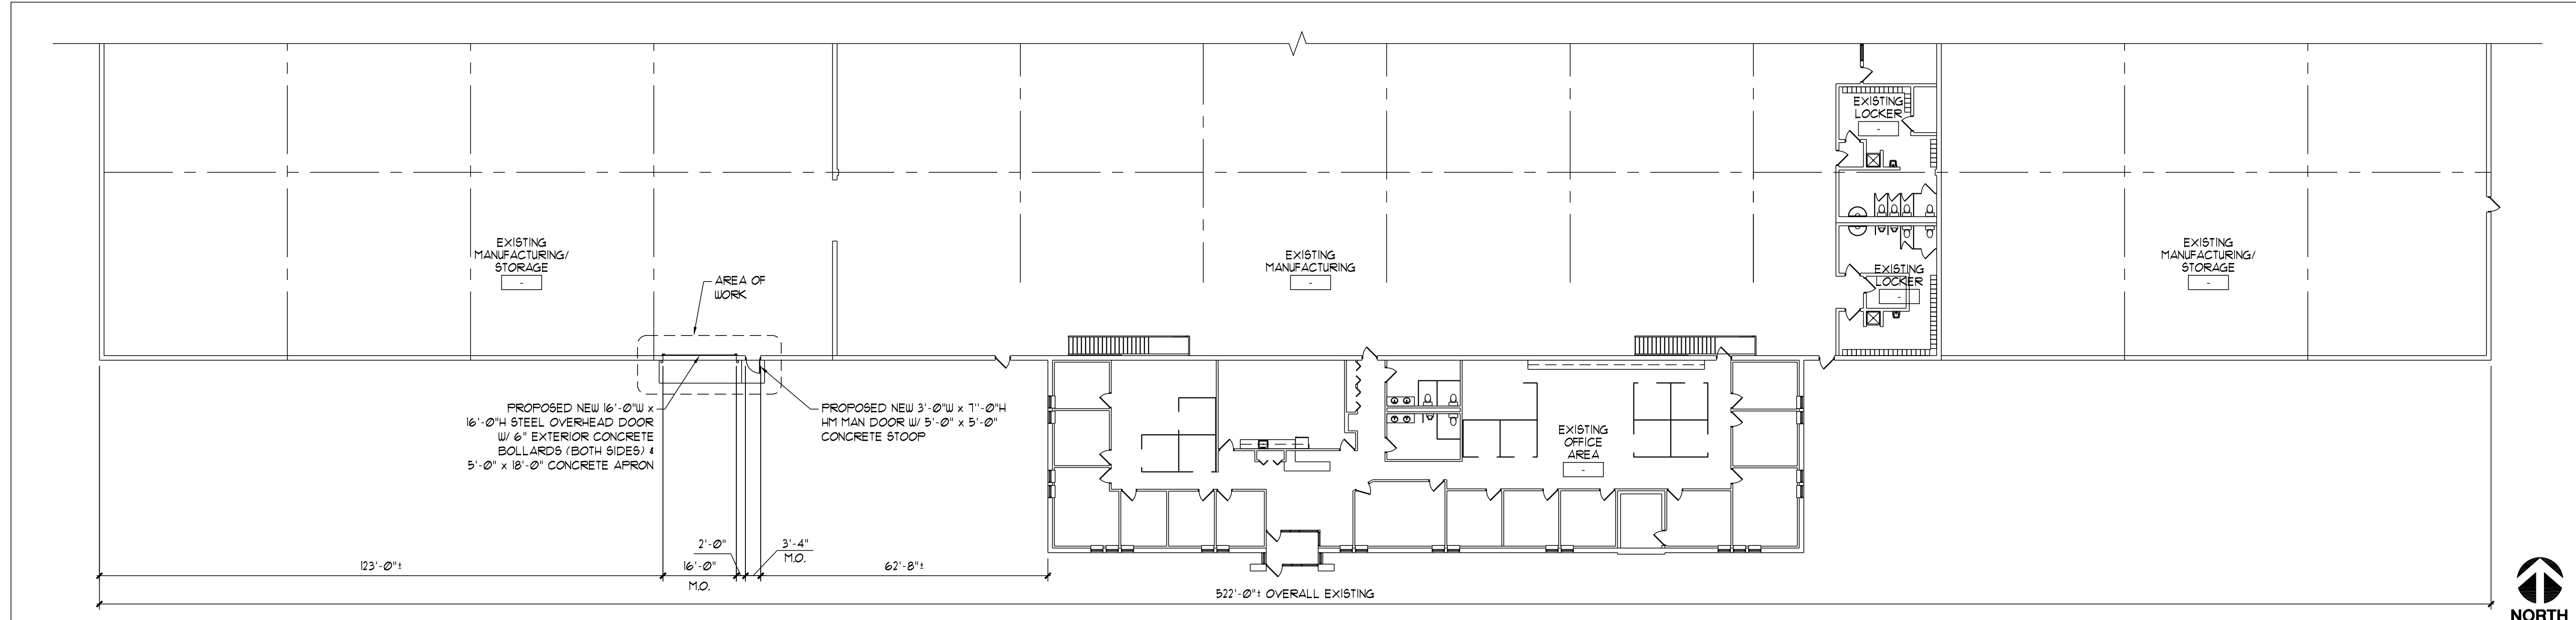 EXISTING
LOCKER
-
EXISTING
MANUFACTURING/
STORAGE
-
EXISTING
MANUFACTURING
-
EXISTING
LOCKER
-
EXISTING
MANUFACTURING/
STORAGE
-
AREA OF
WORK
PROPOSED NEW 16'-0"W x
16'-0"H STEEL OVERHEAD DOOR
W/ 6" EXTERIOR CONCRETE
BOLLARDS (BOTH SIDES) &
5'-0" x 18'-0" CONCRETE APRON
PROPOSED NEW 3'-0"W x 7"-0"H
HM MAN DOOR W/ 5'-0" x 5'-0"
CONCRETE STOOP
EXISTING
OFFICE
AREA
-
2'-0"
3'-4"
M.O.
123'-0"±
16'-0"
M.O.
62'-8"±
522'-0"± OVERALL EXISTING
NORTH